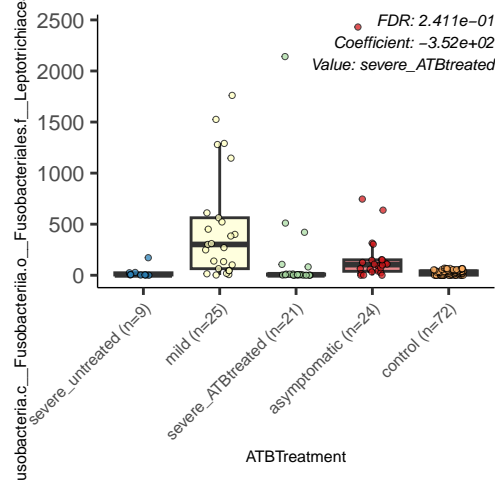 FDR: 2.411e−01
Coefficient: −3.52e+02
Value: severe_ATBtreated
usobacteria.c__Fusobacteria.o__Fusobacteriales.f__Leptotrichiace
2500
2000
1500
1000
500
0
severe_untreated (n=9)
mild (n=25)
severe_ATBtreated (n=21)
asymptomatic (n=24)
control (n=72)
ATBTreatment